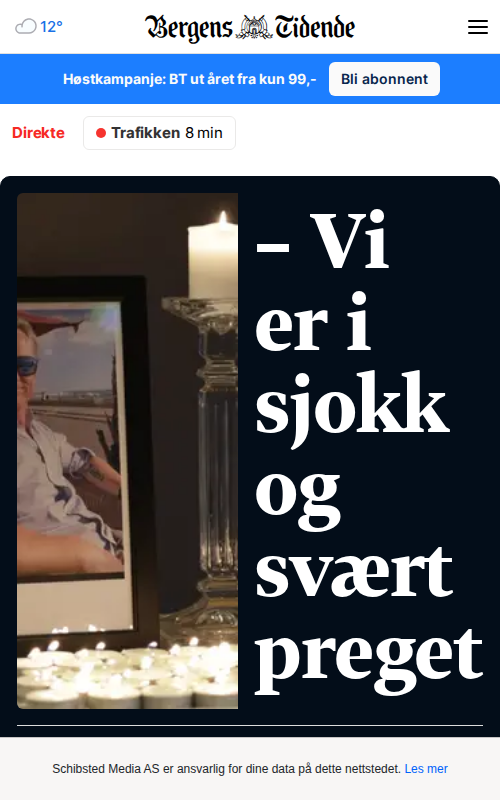 12°
Bergens Tidende
Høstkampanje: BT ut året fra kun 99,-
Bli abonnent
Direkte
Trafikken 8 min
– Vi
er i
sjokk
og
svært
preget
Schibsted Media AS er ansvarlig for dine data på dette nettstedet. Les mer